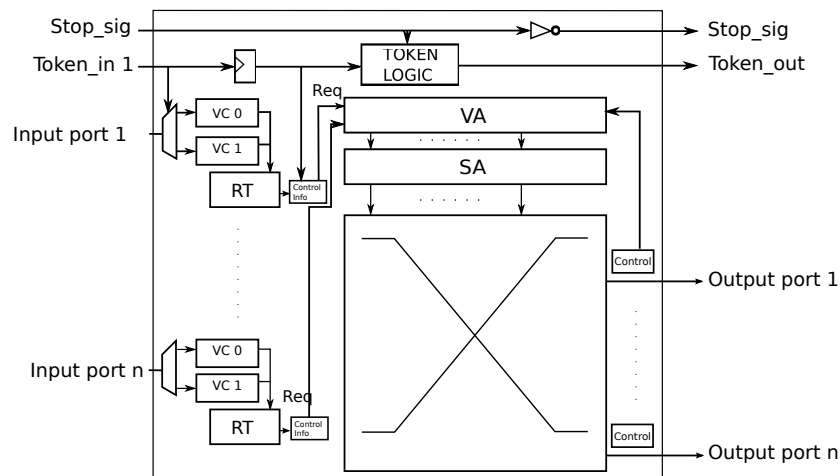 Stop_sig
Stop_sig
Token_in 1
TOKEN
LOGIC
Token_out
Req
VC 0
VA
Input port 1
VC 1
. . . . . .
SA
RT
Control
Info
. . . . . .
Control
Output port 1
Input port n
VC 0
VC 1
Req
RT
Control
Info
Control
Output port n